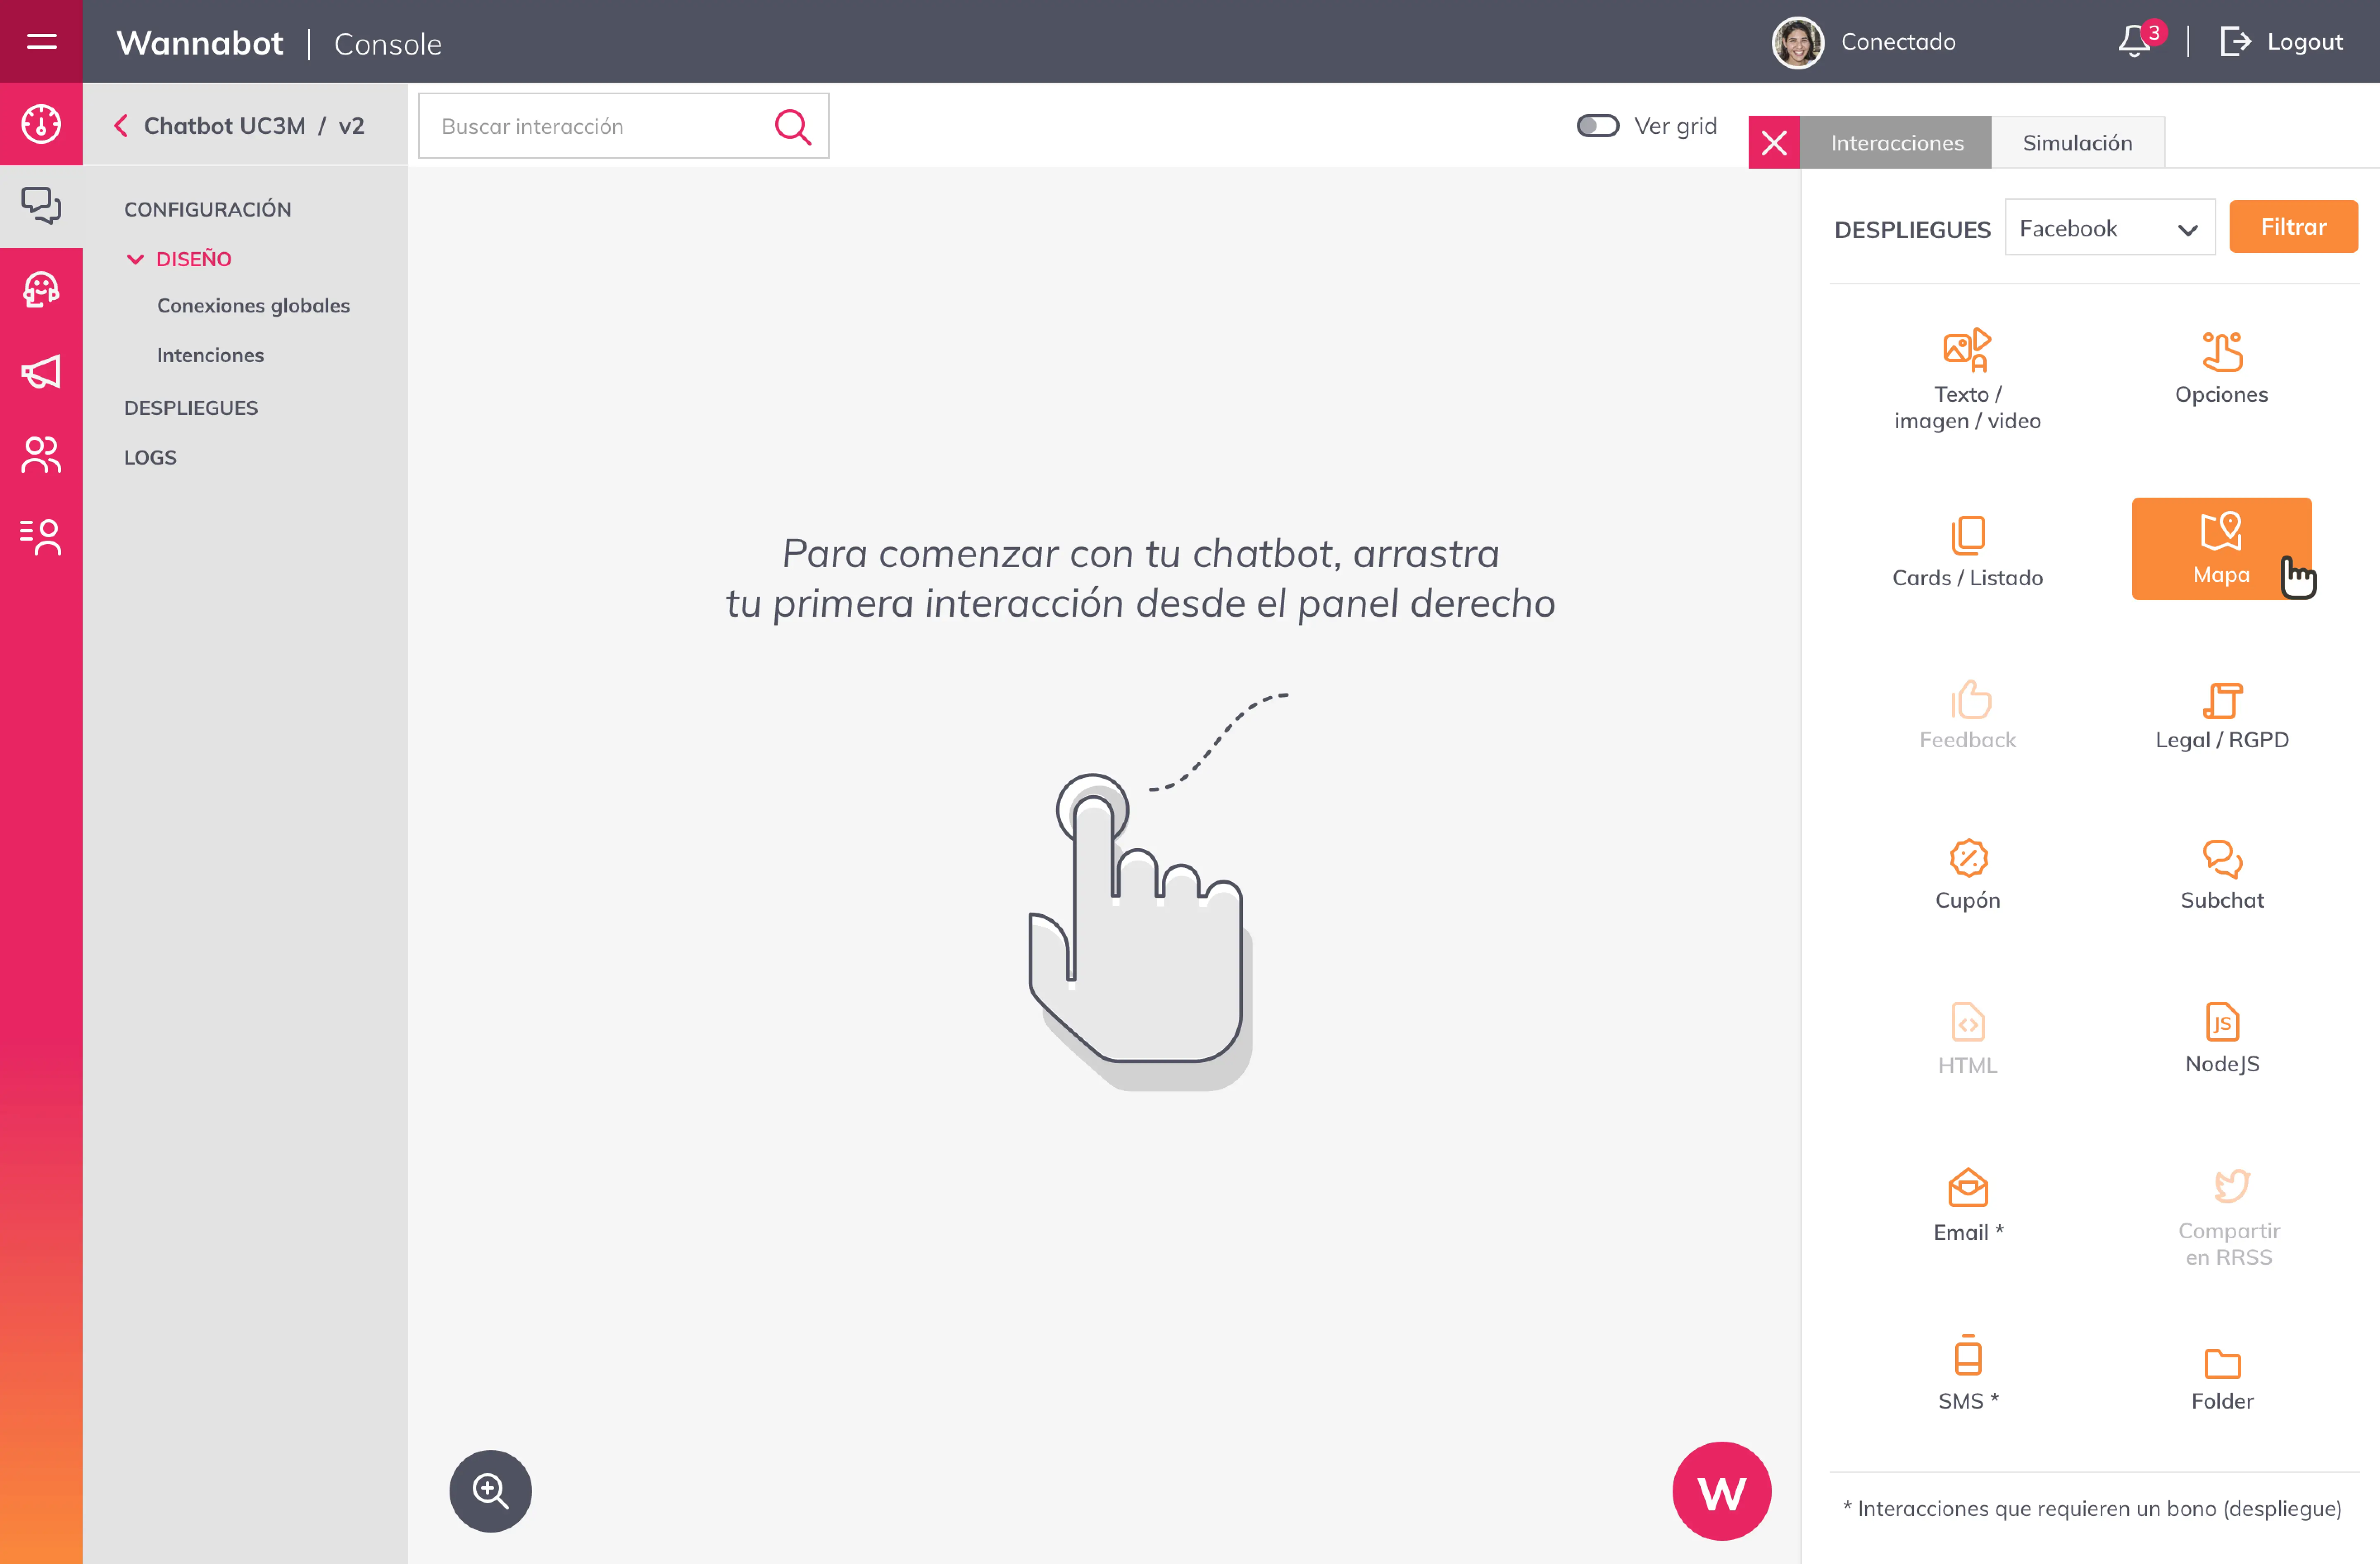 Wannabot | Console
Conectado
3
Logout
Chatbot UC3M / v2
Buscar interacción
Ver grid
Interacciones
Simulación
CONFIGURACIÓN
DISEÑO
Conexiones globales
Intenciones
DESPLIEGUES
LOGS
Para comenzar con tu chatbot, arrastra
tu primera interacción desde el panel derecho
W
DESPLIEGUES
Facebook
Filtrar
Texto /
imagen / video
Opciones
Cards / Listado
Mapa
Feedback
Legal / RGPD
Cupón
Subchat
HTML
JS
NodeJS
Email *
Compartir
en RRSS
SMS *
Folder
* Interacciones que requieren un bono (despliegue)